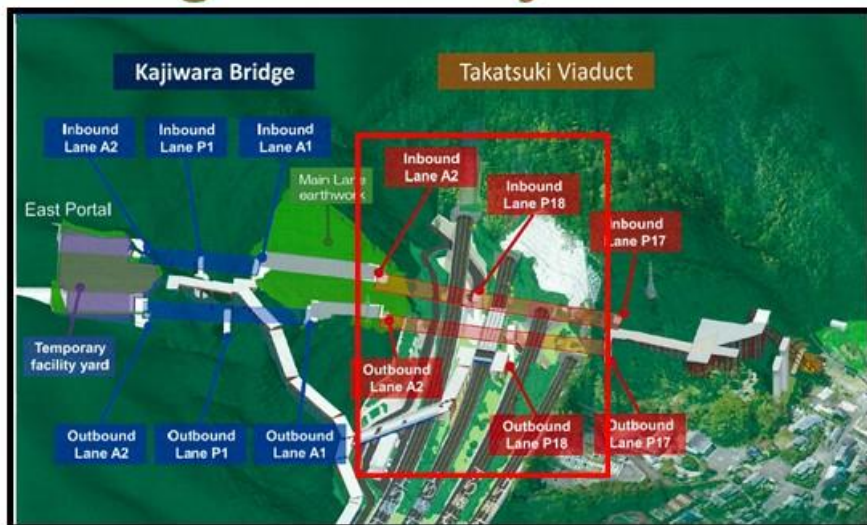 Kajiwara Bridge
Takatsuki Viaduct
Inbound
Lane A2
Inbound
Lane P1
Inbound
Lane A1
Inbound
Lane A2
Inbound
Lane P18
Inbound
Lane P17
Main Lane
earthwork
East Portal
Temporary
facility yard
Outbound
Lane A2
Outbound
Lane P1
Outbound
Lane A1
Outbound
Lane A2
Outbound
Lane P18
Outbound
Lane P17